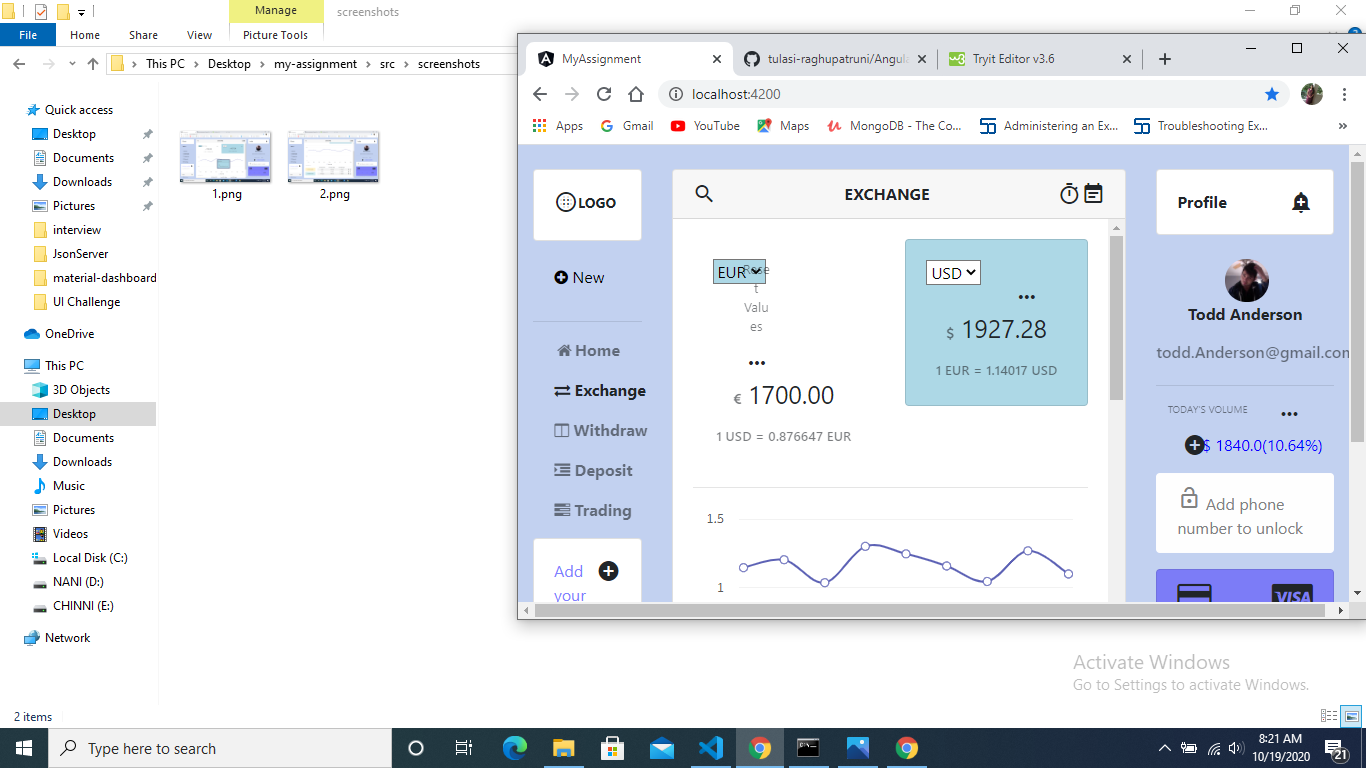 Manage
screenshots
File
Home
Share
View
Picture Tools
This PC
Desktop
my-assignment
src
screenshots
Quick access
Desktop
Documents
Downloads
Pictures
interview
JsonServer
material-dashboard
UI Challenge
OneDrive
This PC
3D Objects
Desktop
Documents
Downloads
Music
Pictures
Videos
Local Disk (C:)
NANI (D:)
CHINNI (E:)
Network
1.png
2.png
2 items
MyAssignment
tulasi-raghupatruni/Angula
Tryit Editor v3.6
localhost:4200
Apps
Gmail
YouTube
Maps
MongoDB - The Co...
Administering an Ex...
Troubleshooting Ex...
LOGO
New
Home
Exchange
Withdraw
Deposit
Trading
Add
your
EXCHANGE
EUR
Reset
Values
€ 1700.00
1 USD = 0.876647 EUR
USD
$ 1927.28
1 EUR = 1.14017 USD
1.5
1
Profile
Todd Anderson
todd.Anderson@gmail.com
TODAY'S VOLUME
$ 1840.0(10.64%)
Add phone
number to unlock
VISA
Activate Windows
Go to Settings to activate Windows.
Type here to search
8:21 AM
10/19/2020
21